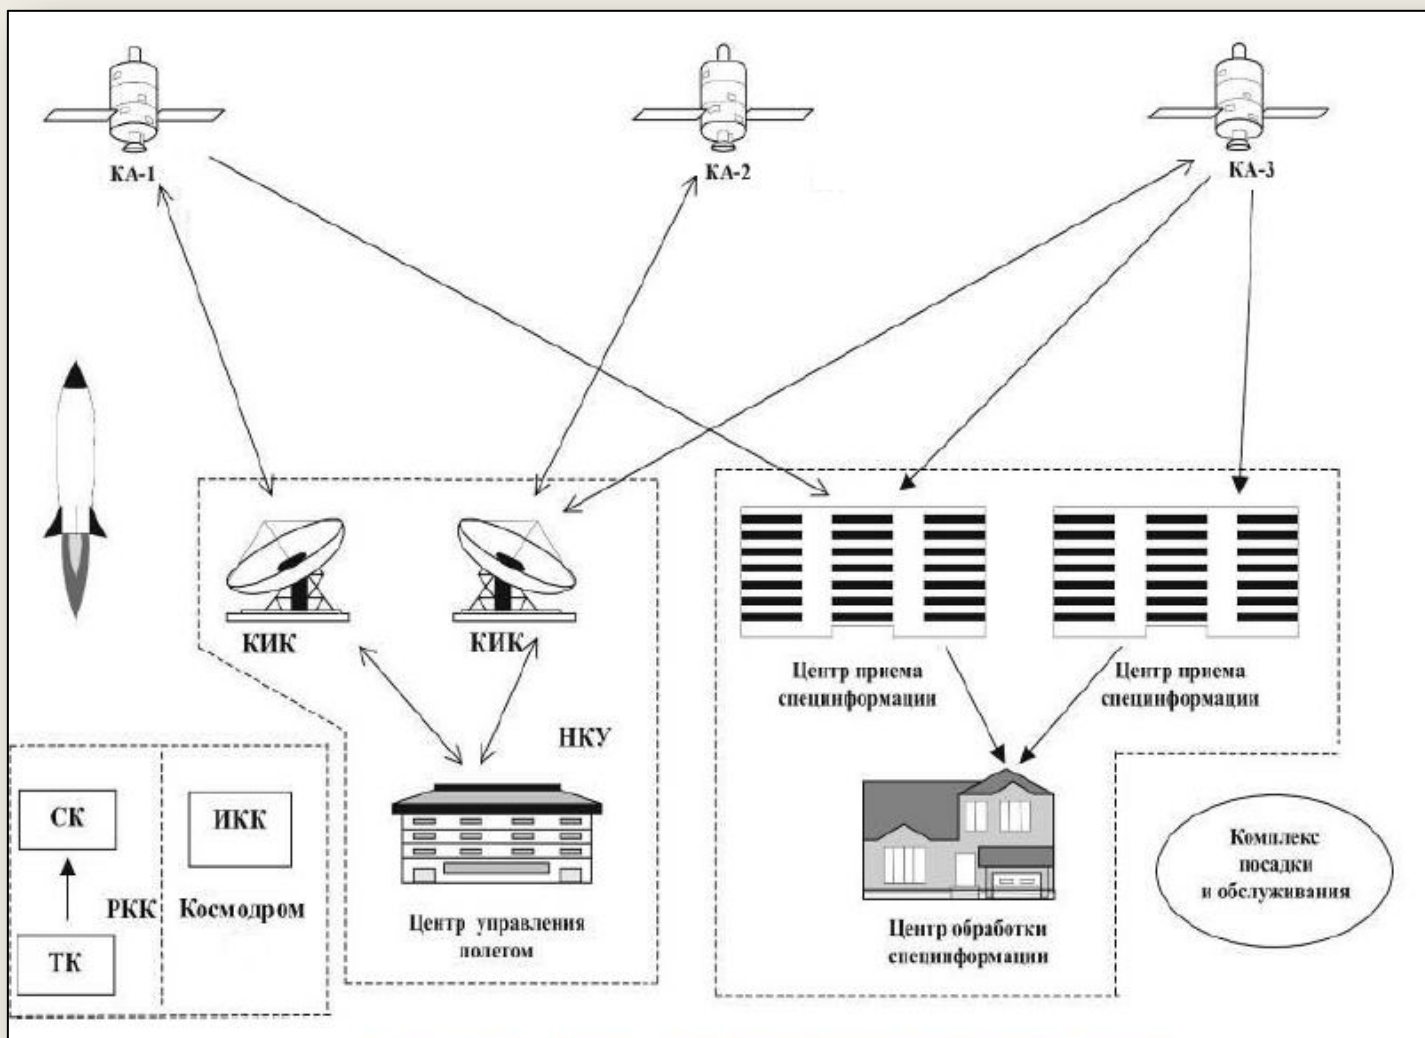 КА-1
КА-2
КА-3
КИК
КИК
Центр приема
специнформации
Центр приема
специнформации
НКУ
СК
ИКК
РКК
Космодром
ТК
Центр управления
полетом
Центр обработки
специнформации
Комплекс
посадки
и обслуживания